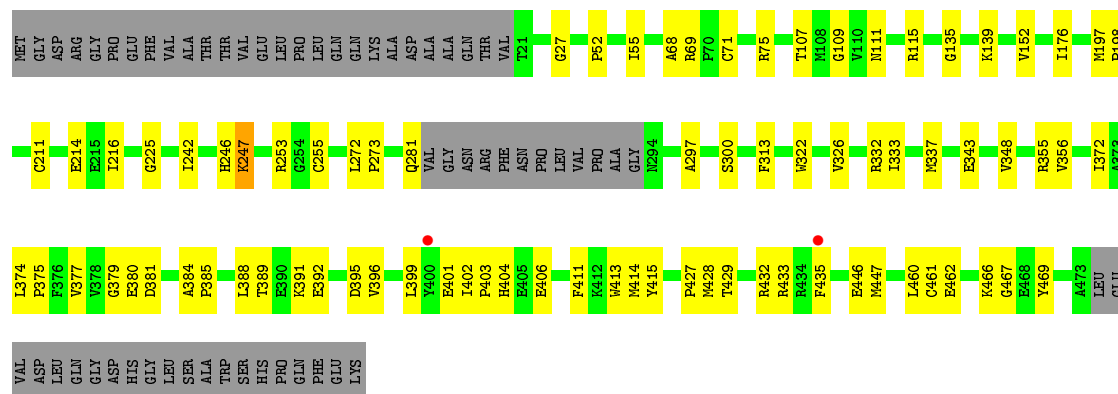 MET GLY ASP ARG GLY PRO GLU PHE VAL ALA THR THR VAL GLU LEU PRO LEU GLN GLN LYS ALA ASP ALA ALA GLN THR VAL T21 G27 P52 I55 A68 R69 P70 C71 R75 T107 M108 G109 V110 N111 R115 G135 K139 V152 I176 M197 P198
C211 E214 E215 I216 G225 I242 H246 K247 R253 G254 C255 L272 P273 Q281 VAL GLY ASN ARG PHE ASN PRO LEU VAL PRO ALA GLY N294 A297 S300 F313 W322 V326 R332 I333 M337 E343 V348 R355 V356 I372 A373
L374 P375 F376 V377 V378 G379 E380 D381 A384 P385 L388 T389 E390 K391 E392 D395 V396 L399 Y400 E401 I402 P403 H404 E405 E406 F411 K412 W413 M414 Y415 P427 M428 T429 R432 R433 R434 F435 E446 M447 L460 C461 E462 K466 G467 E468 Y469 A473 LEU GLU
VAL ASP LEU GLN GLY ASP HIS GLY LEU SER ALA TRP SER HIS PRO GLN PHE GLU LYS